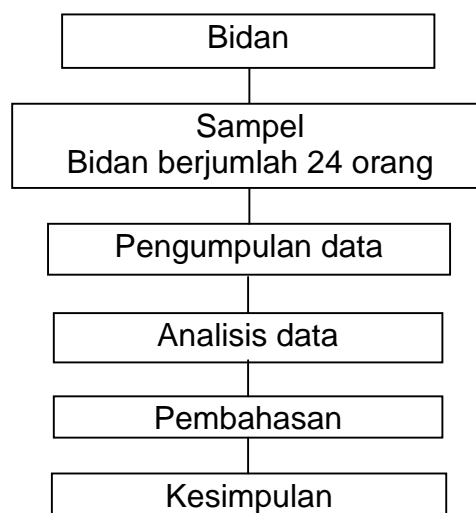 Bidan
Sampel
Bidan berjumlah 24 orang
Pengumpulan data
Analisis data
Pembahasan
Kesimpulan